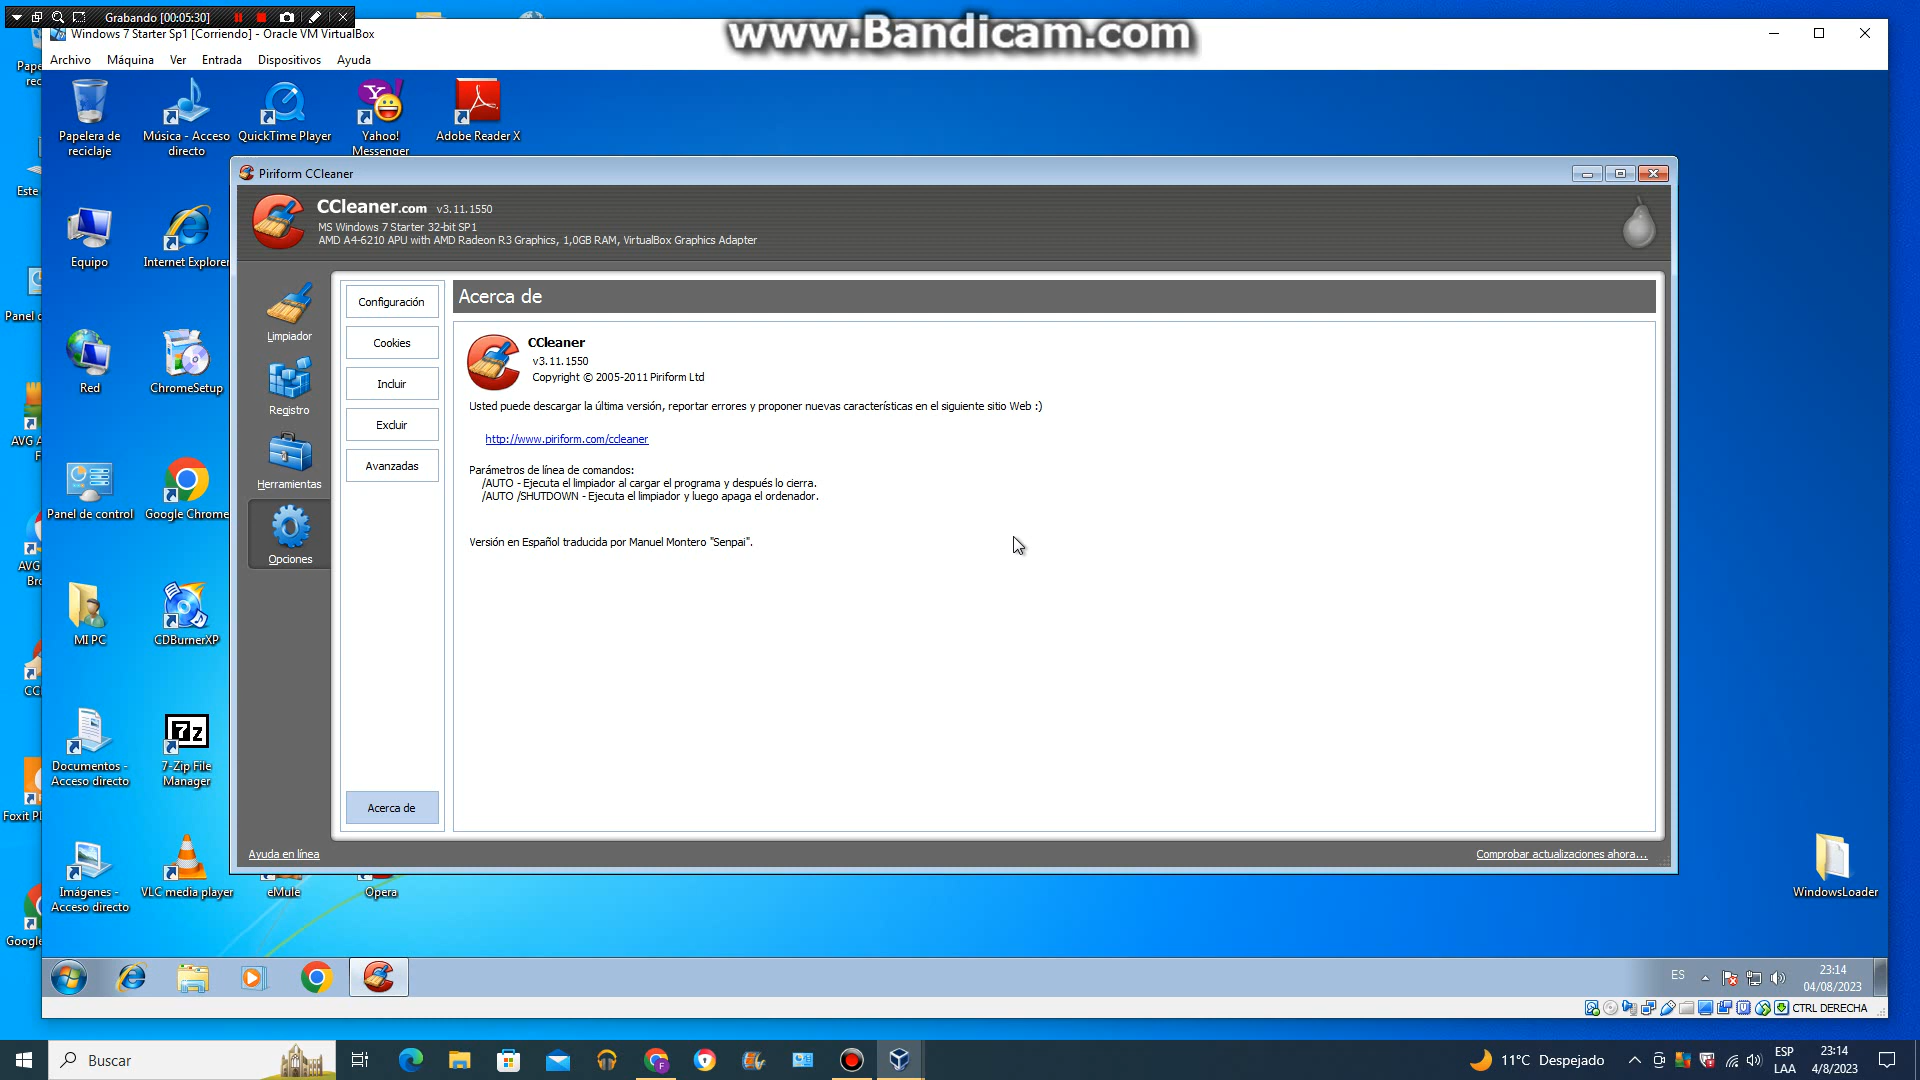 Grabando [00:05:30]
www.Bandicam.com
Windows 7 Starter Sp1 [Corriendo] - Oracle VM VirtualBox
Archivo Máquina Ver Entrada Dispositivos Ayuda
Papelera de reciclaje
Música - Acceso directo
QuickTime Player
Yahoo! Messenger
Adobe Reader X
Piriform CCleaner
CCleaner.com v3.11.1550
MS Windows 7 Starter 32-bit SP1
AMD A4-6210 APU with AMD Radeon R3 Graphics, 1,0GB RAM, VirtualBox Graphics Adapter
Este
Equipo
Internet Explorer
Panel d
Red
ChromeSetup
Panel de control
Google Chrome
MI PC
CDBurnerXP
Documentos - Acceso directo
7-Zip File Manager
Foxit P
Imágenes - Acceso directo
VLC media player
eMule
Opera
Google
WindowsLoader
Limpiador
Registro
Herramientas
Opciones
Configuración
Cookies
Incluir
Excluir
Avanzadas
Acerca de
Acerca de
CCleaner
v3.11.1550
Copyright © 2005-2011 Piriform Ltd
Usted puede descargar la última versión, reportar errores y proponer nuevas características en el siguiente sitio Web :)
http://www.piriform.com/ccleaner
Parámetros de línea de comandos:
/AUTO - Ejecuta el limpiador al cargar el programa y después lo cierra.
/AUTO /SHUTDOWN - Ejecuta el limpiador y luego apaga el ordenador.
Versión en Español traducida por Manuel Montero "Senpai".
Ayuda en línea
Comprobar actualizaciones ahora...
ES
23:14
04/08/2023
CTRL DERECHA
Buscar
11°C Despejado
ESP
LAA
23:14
4/8/2023